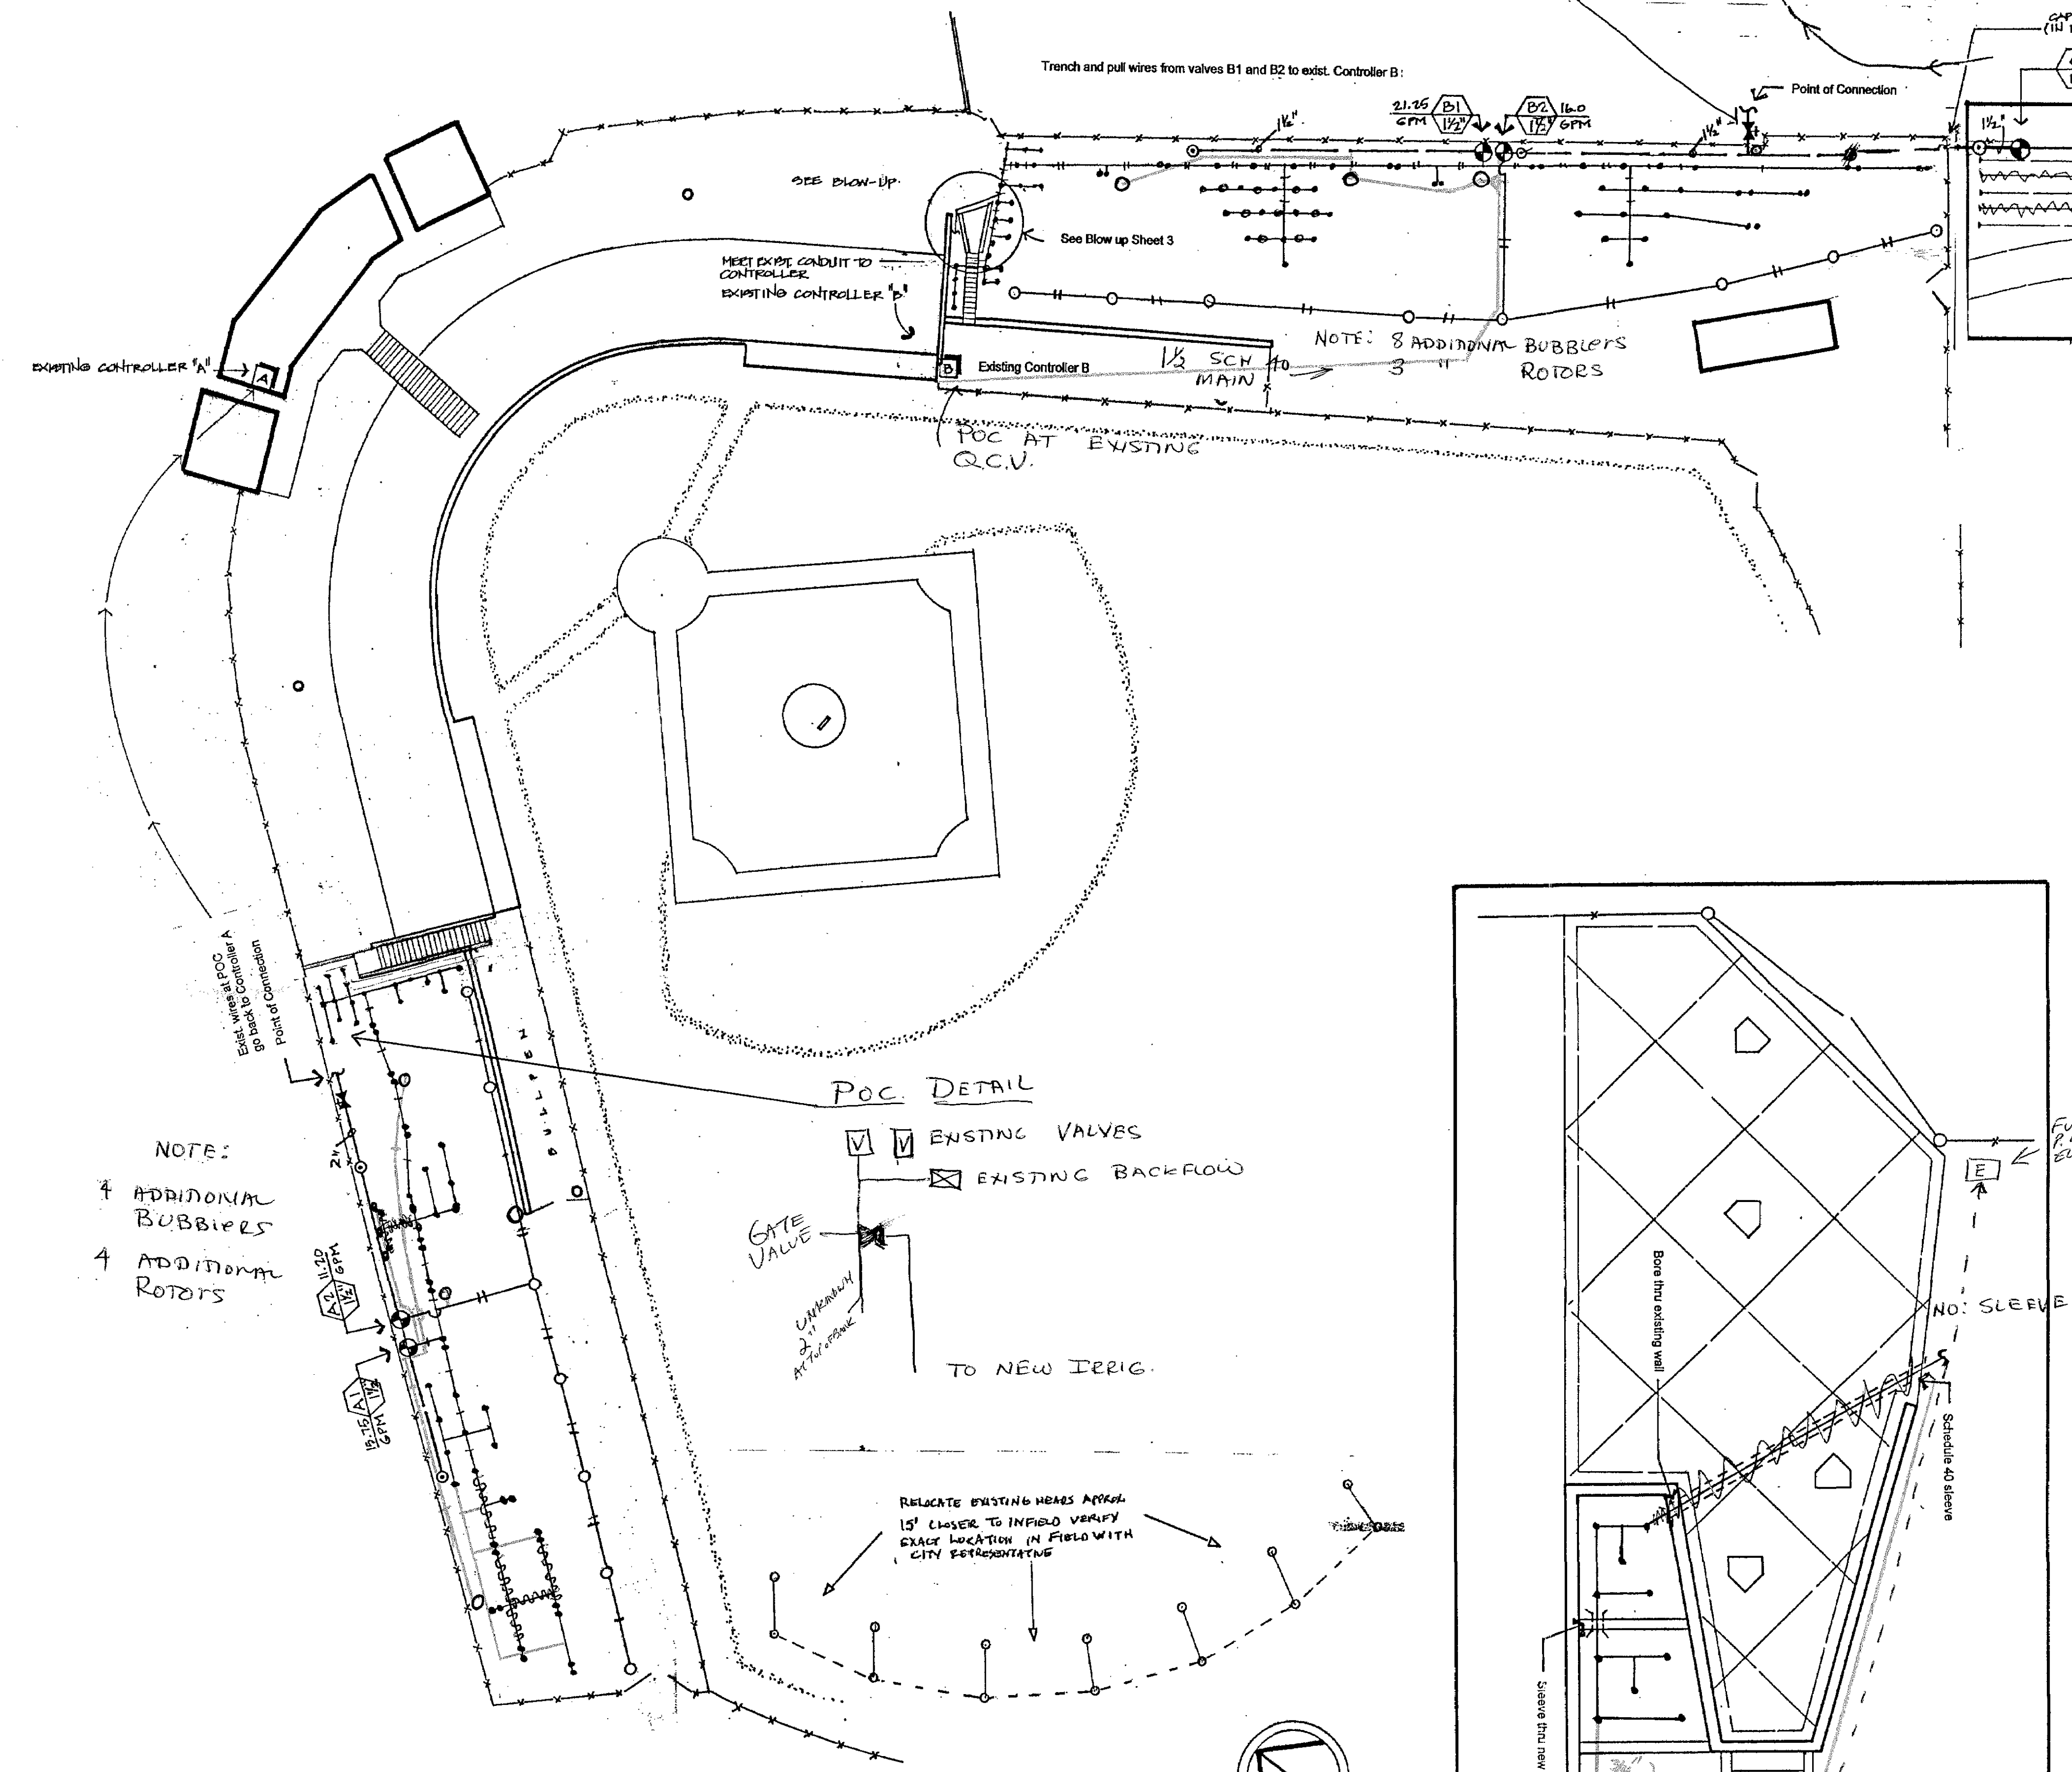 Trench and pull wires from valves B1 and B2 to exist. Controller B:
21.25
GPM
B1
1½"
B2
1½"
16.0
GPM
1½"
1½"
Point of Connection
1½"
SEE BLOW-UP.
See Blow up Sheet 3
MEET EXIST. CONDUIT TO
CONTROLLER
EXISTING CONTROLLER "B"
EXISTING CONTROLLER "A"
A
B
Existing Controller B
1½ SCH 40
MAIN
NOTE: 8 ADDITIONAL BUBBLERS
3 " ROTORS
POC AT EXISTING
Q.C.V.
Exist. wires at POC
go back to Controller A
Point of Connection
BULLPEN
2"
NOTE:
4 ADDITIONAL
BUBBLERS
4 ADDITIONAL
ROTORS
A2
1½"
11.20
GPM
A1
1½
15.75
GPM
POC. DETAIL
V V EXISTING VALVES
EXISTING BACKFLOW
GATE
VALVE
UNKNOWN
2"
AT TOP OF BANK
TO NEW IRRIG.
RELOCATE EXISTING HEADS APPROX
15' CLOSER TO INFIELD VERIFY
EXACT LOCATION IN FIELD WITH
CITY REPRESENTATIVE
E
NO: SLEEVE
Bore thru existing wall
Schedule 40 sleeve
Sleeve thru new